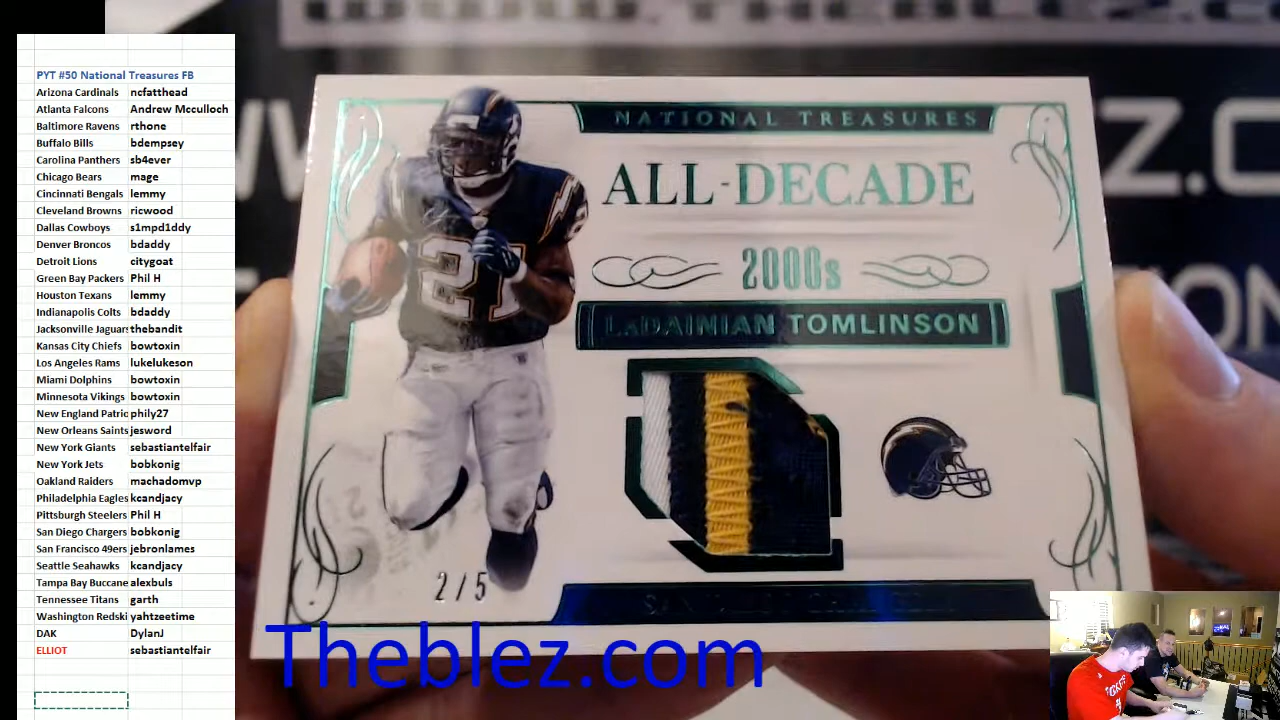 PYT #50 National Treasures FB
Arizona Cardinals ncfatthead
Atlanta Falcons Andrew Mcculloch
Baltimore Ravens rthone
Buffalo Bills bdempsey
Carolina Panthers sb4ever
Chicago Bears mage
Cincinnati Bengals lemmy
Cleveland Browns ricwood
Dallas Cowboys s1mpd1ddy
Denver Broncos bdaddy
Detroit Lions citygoat
Green Bay Packers Phil H
Houston Texans lemmy
Indianapolis Colts bdaddy
Jacksonville Jaguars thebandit
Kansas City Chiefs bowtoxin
Los Angeles Rams lukelukeson
Miami Dolphins bowtoxin
Minnesota Vikings bowtoxin
New England Patric phily27
New Orleans Saints jesword
New York Giants sebastiantelfair
New York Jets bobkonig
Oakland Raiders machadomvp
Philadelphia Eagles kcandjacy
Pittsburgh Steelers Phil H
San Diego Chargers bobkonig
San Francisco 49ers jebronlames
Seattle Seahawks kcandjacy
Tampa Bay Buccane alexbuls
Tennessee Titans garth
Washington Redski yahtzeetime
DAK DylanJ
ELLIOT sebastiantelfair
NATIONAL TREASURES
ALL-DECADE
2000s
LaDAINIAN TOMLINSON
21
2/5
Theblez.com